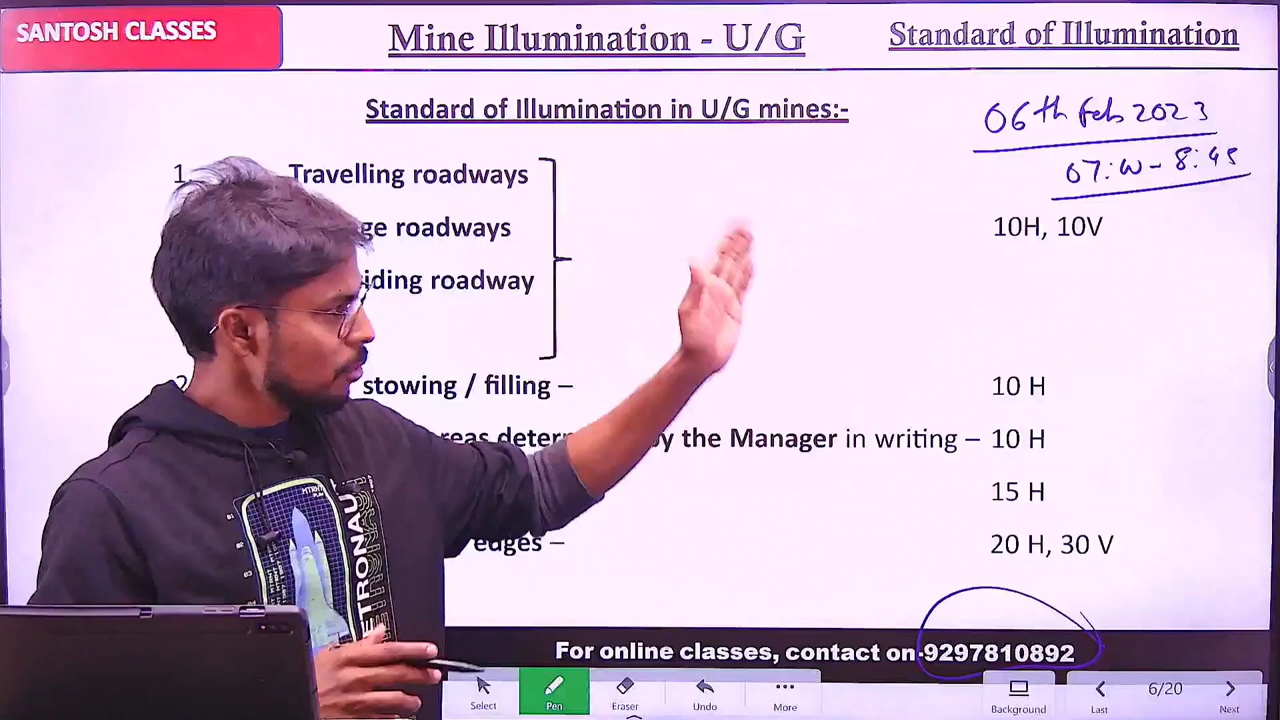 SANTOSH CLASSES
Mine Illumination - U/G
Standard of Illumination
Standard of Illumination in U/G mines:-
06th Feb 2023
1. Travelling roadways
07:00 - 8:45
ge roadways 10H, 10V
iding roadway
2 stowing / filling – 10 H
reas deter by the Manager in writing – 10 H
15 H
edges – 20 H, 30 V
For online classes, contact on-9297810892
Select
Pen
Eraser
Undo
More
Background
Last
6/20
Next